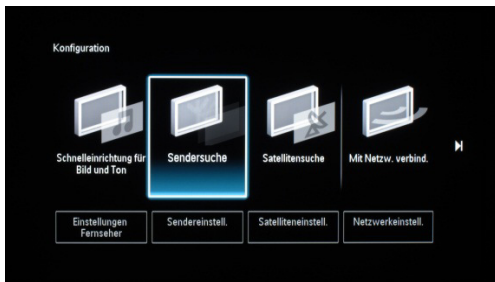 Konfiguration
Schnelleinrichtung für
Bild und Ton
Sendersuche
Satellitensuche
Mit Netzw. verbind.
Einstellungen
Fernseher
Sendereinstell.
Satelliteneinstell.
Netzwerkeinstell.